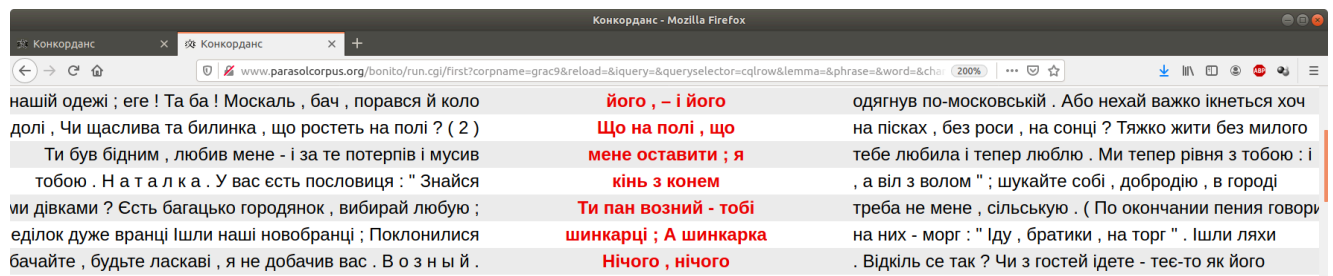 Конкорданс - Mozilla Firefox
Конкорданс × Конкорданс × +
www.parasolcorpus.org/bonito/run.cgi/first?corpname=grac9&reload=&iquery=&queryselector=cqlrow&lemma=&phrase=&word=&cha 200% ABP
нашій одежі ; еге ! Та ба ! Москаль , бач , порався й коло його , – і його одягнув по-московській . Або нехай важко ікнеться хоч
долі , Чи щаслива та билинка , що ростеть на полі ? ( 2 ) Що на полі , що на пісках , без роси , на сонці ? Тяжко жити без милого
Ти був бідним , любив мене - і за те потерпів і мусив мене оставити ; я тебе любила і тепер люблю . Ми тепер рівня з тобою : і
тобою . Н а т а л к а . У вас єсть пословиця : " Знайся кінь з конем , а віл з волом " ; шукайте собі , добродію , в городі
ми дівками ? Єсть багацько городянок , вибирай любую ; Ти пан возний - тобі треба не мене , сільськую . ( По окончании пения говори
еділок дуже вранці Ішли наші новобранці ; Поклонилися шинкарці ; А шинкарка на них - морг : " Іду , братики , на торг " . Ішли ляхи
бачайте , будьте ласкаві , я не добачив вас . В о з н ы й . Нічого , нічого . Відкіль се так ? Чи з гостей ідете - теє-то як його